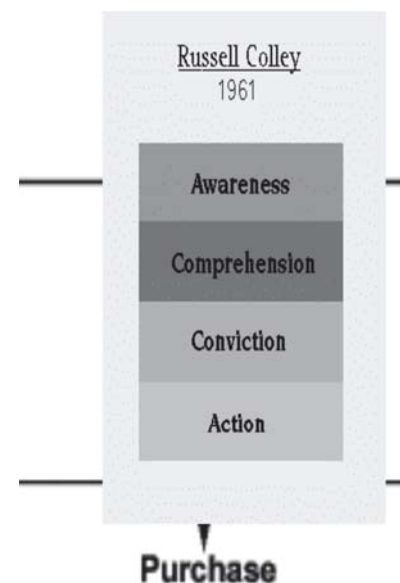 Russell Colley
1961
Awareness
Comprehension
Conviction
Action
Purchase